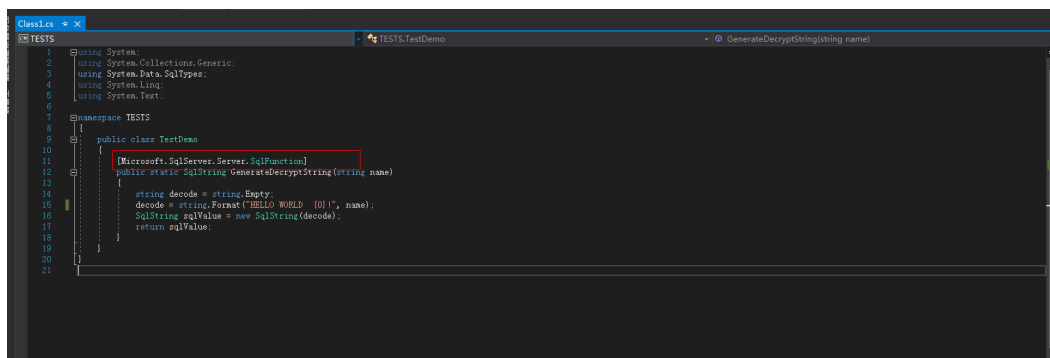 Class1.cs
TESTS TESTS.TestDemo GenerateDecryptString(string name)
1 using System;
2 using System.Collections.Generic;
3 using System.Data.SqlTypes;
4 using System.Linq;
5 using System.Text;
6
7 namespace TESTS
8 {
9 public class TestDemo
10 {
11 [Microsoft.SqlServer.Server.SqlFunction]
12 public static SqlString GenerateDecryptString(string name)
13 {
14 string decode = string.Empty;
15 decode = string.Format("HELLO WORLD  {0}!", name);
16 SqlString sqlValue = new SqlString(decode);
17 return sqlValue;
18 }
19 }
20 }
21